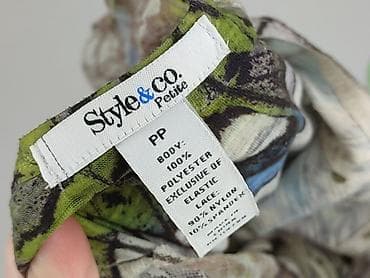 Style&co.
Petite
PP
BODY:
100%
POLYESTER
EXCLUSIVE OF
ELASTIC
LACE:
90% NYLON
10% SPANDEX